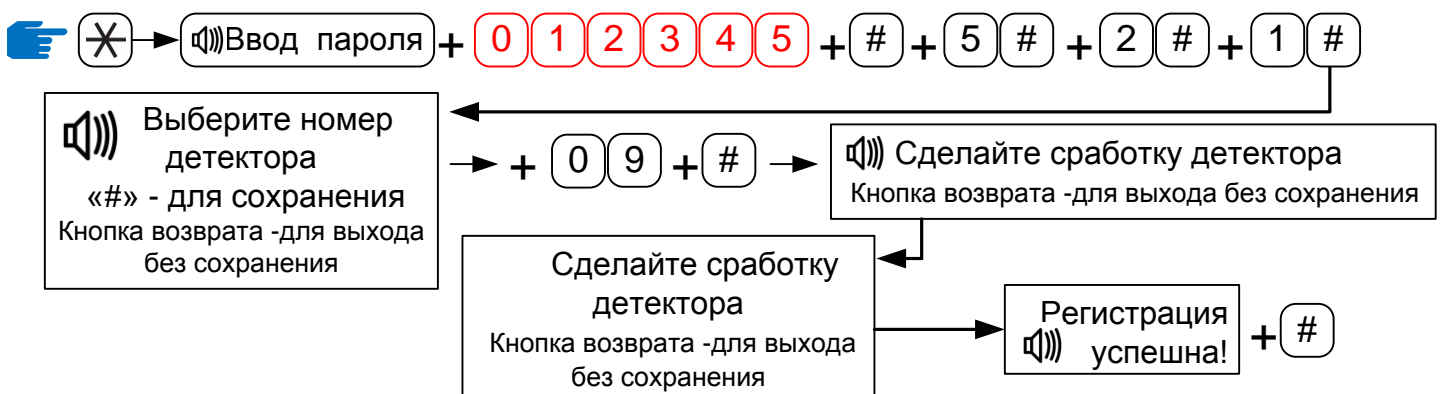 * Ввод пароля + 0 1 2 3 4 5 + # + 5 # + 2 # + 1 #
Выберите номер
детектора
«#» - для сохранения
Кнопка возврата -для выхода
без сохранения
+ 0 9 + #
Сделайте сработку детектора
Кнопка возврата -для выхода без сохранения
Сделайте сработку
детектора
Кнопка возврата -для выхода
без сохранения
Регистрация
успешна!
+ #